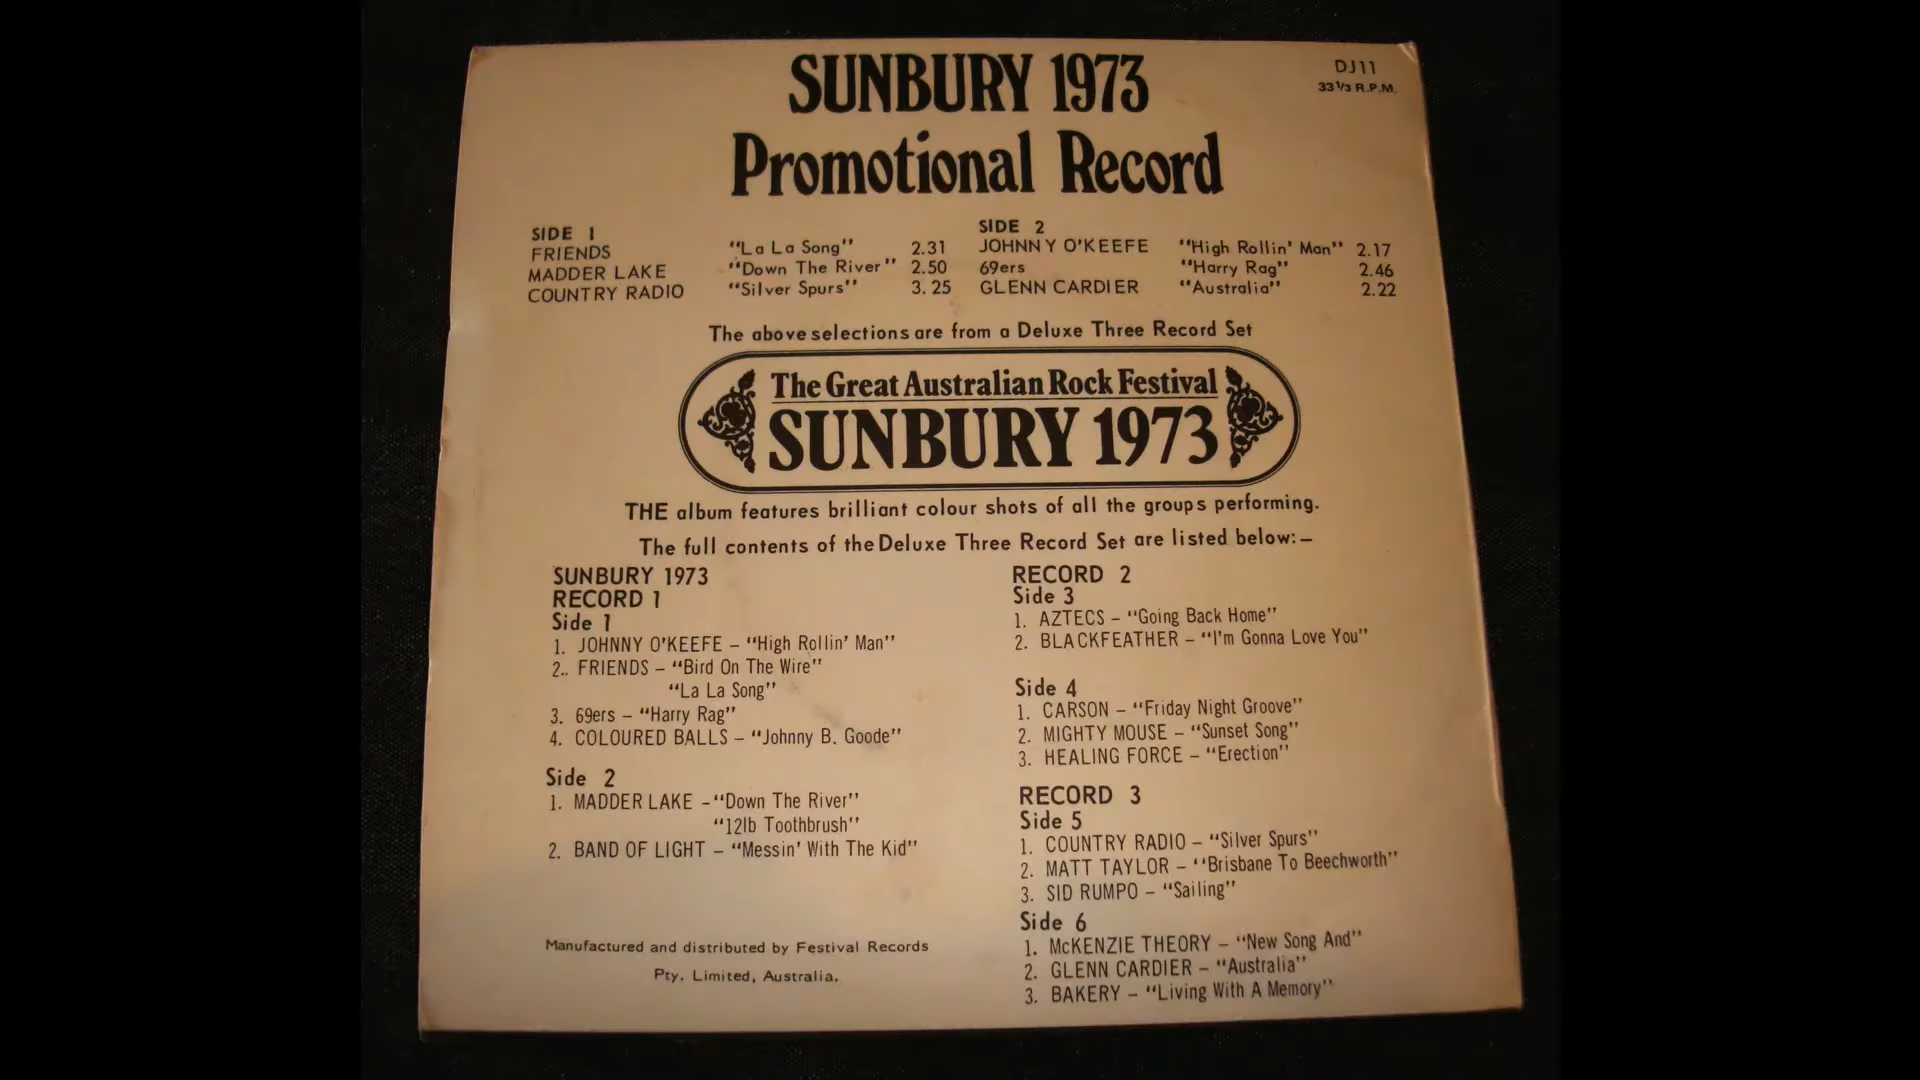 SUNBURY 1973
DJ11
33⅓ R.P.M.
Promotional Record
SIDE 1
FRIENDS "La La Song" 2.31
MADDER LAKE "Down The River" 2.50
COUNTRY RADIO "Silver Spurs" 3.25
SIDE 2
JOHNNY O'KEEFE "High Rollin' Man" 2.17
69ers "Harry Rag" 2.46
GLENN CARDIER "Australia" 2.22
The above selections are from a Deluxe Three Record Set
The Great Australian Rock Festival
SUNBURY 1973
THE album features brilliant colour shots of all the groups performing.
The full contents of the Deluxe Three Record Set are listed below:–
SUNBURY 1973
RECORD 1
Side 1
1. JOHNNY O'KEEFE – "High Rollin' Man"
2.. FRIENDS – "Bird On The Wire"
"La La Song"
3. 69ers – "Harry Rag"
4. COLOURED BALLS – "Johnny B. Goode"
Side 2
1. MADDER LAKE – "Down The River"
"12lb Toothbrush"
2. BAND OF LIGHT – "Messin' With The Kid"
Manufactured and distributed by Festival Records
Pty. Limited, Australia.
RECORD 2
Side 3
1. AZTECS – "Going Back Home"
2. BLACKFEATHER – "I'm Gonna Love You"
Side 4
1. CARSON – "Friday Night Groove"
2. MIGHTY MOUSE – "Sunset Song"
3. HEALING FORCE – "Erection"
RECORD 3
Side 5
1. COUNTRY RADIO – "Silver Spurs"
2. MATT TAYLOR – "Brisbane To Beechworth"
3. SID RUMPO – "Sailing"
Side 6
1. McKENZIE THEORY – "New Song And"
2. GLENN CARDIER – "Australia"
3. BAKERY – "Living With A Memory"